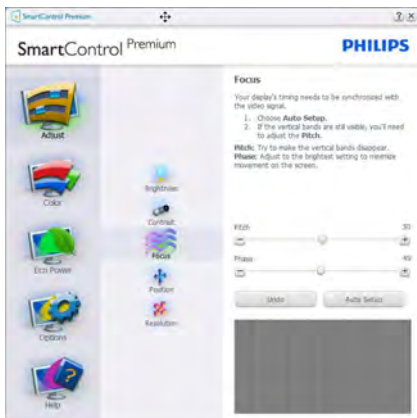 SmartControl Premium
SmartControl Premium
PHILIPS
Adjust
Color
Eco Power
Options
Help
Brightness
Contrast
Focus
Position
Resolution
Focus
Your display's timing needs to be synchronized with
the video signal.
1. Choose Auto Setup.
2. If the vertical bands are still visible, you'll need
to adjust the Pitch.
Pitch: Try to make the vertical bands disappear.
Phase: Adjust to the brightest setting to minimize
movement on the screen.
Pitch 50
Phase 49
Undo Auto Setup